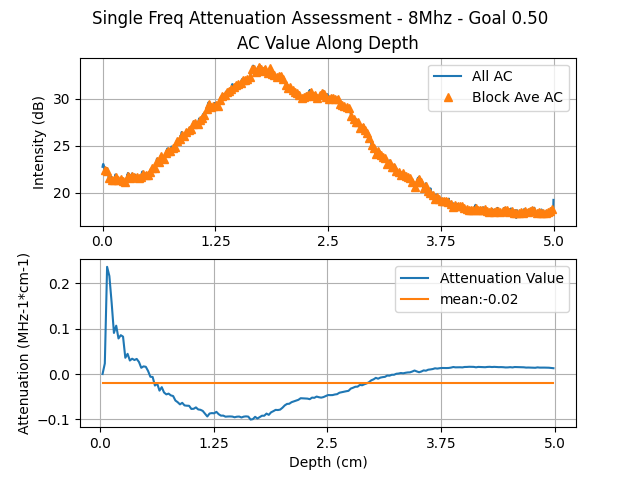 Single Freq Attenuation Assessment - 8Mhz - Goal 0.50
AC Value Along Depth
Intensity (dB)
30
25
20
All AC
Block Ave AC
0.0 1.25 2.5 3.75 5.0
Attenuation (MHz-1*cm-1)
0.2
0.1
0.0
−0.1
Attenuation Value
mean:-0.02
0.0 1.25 2.5 3.75 5.0
Depth (cm)